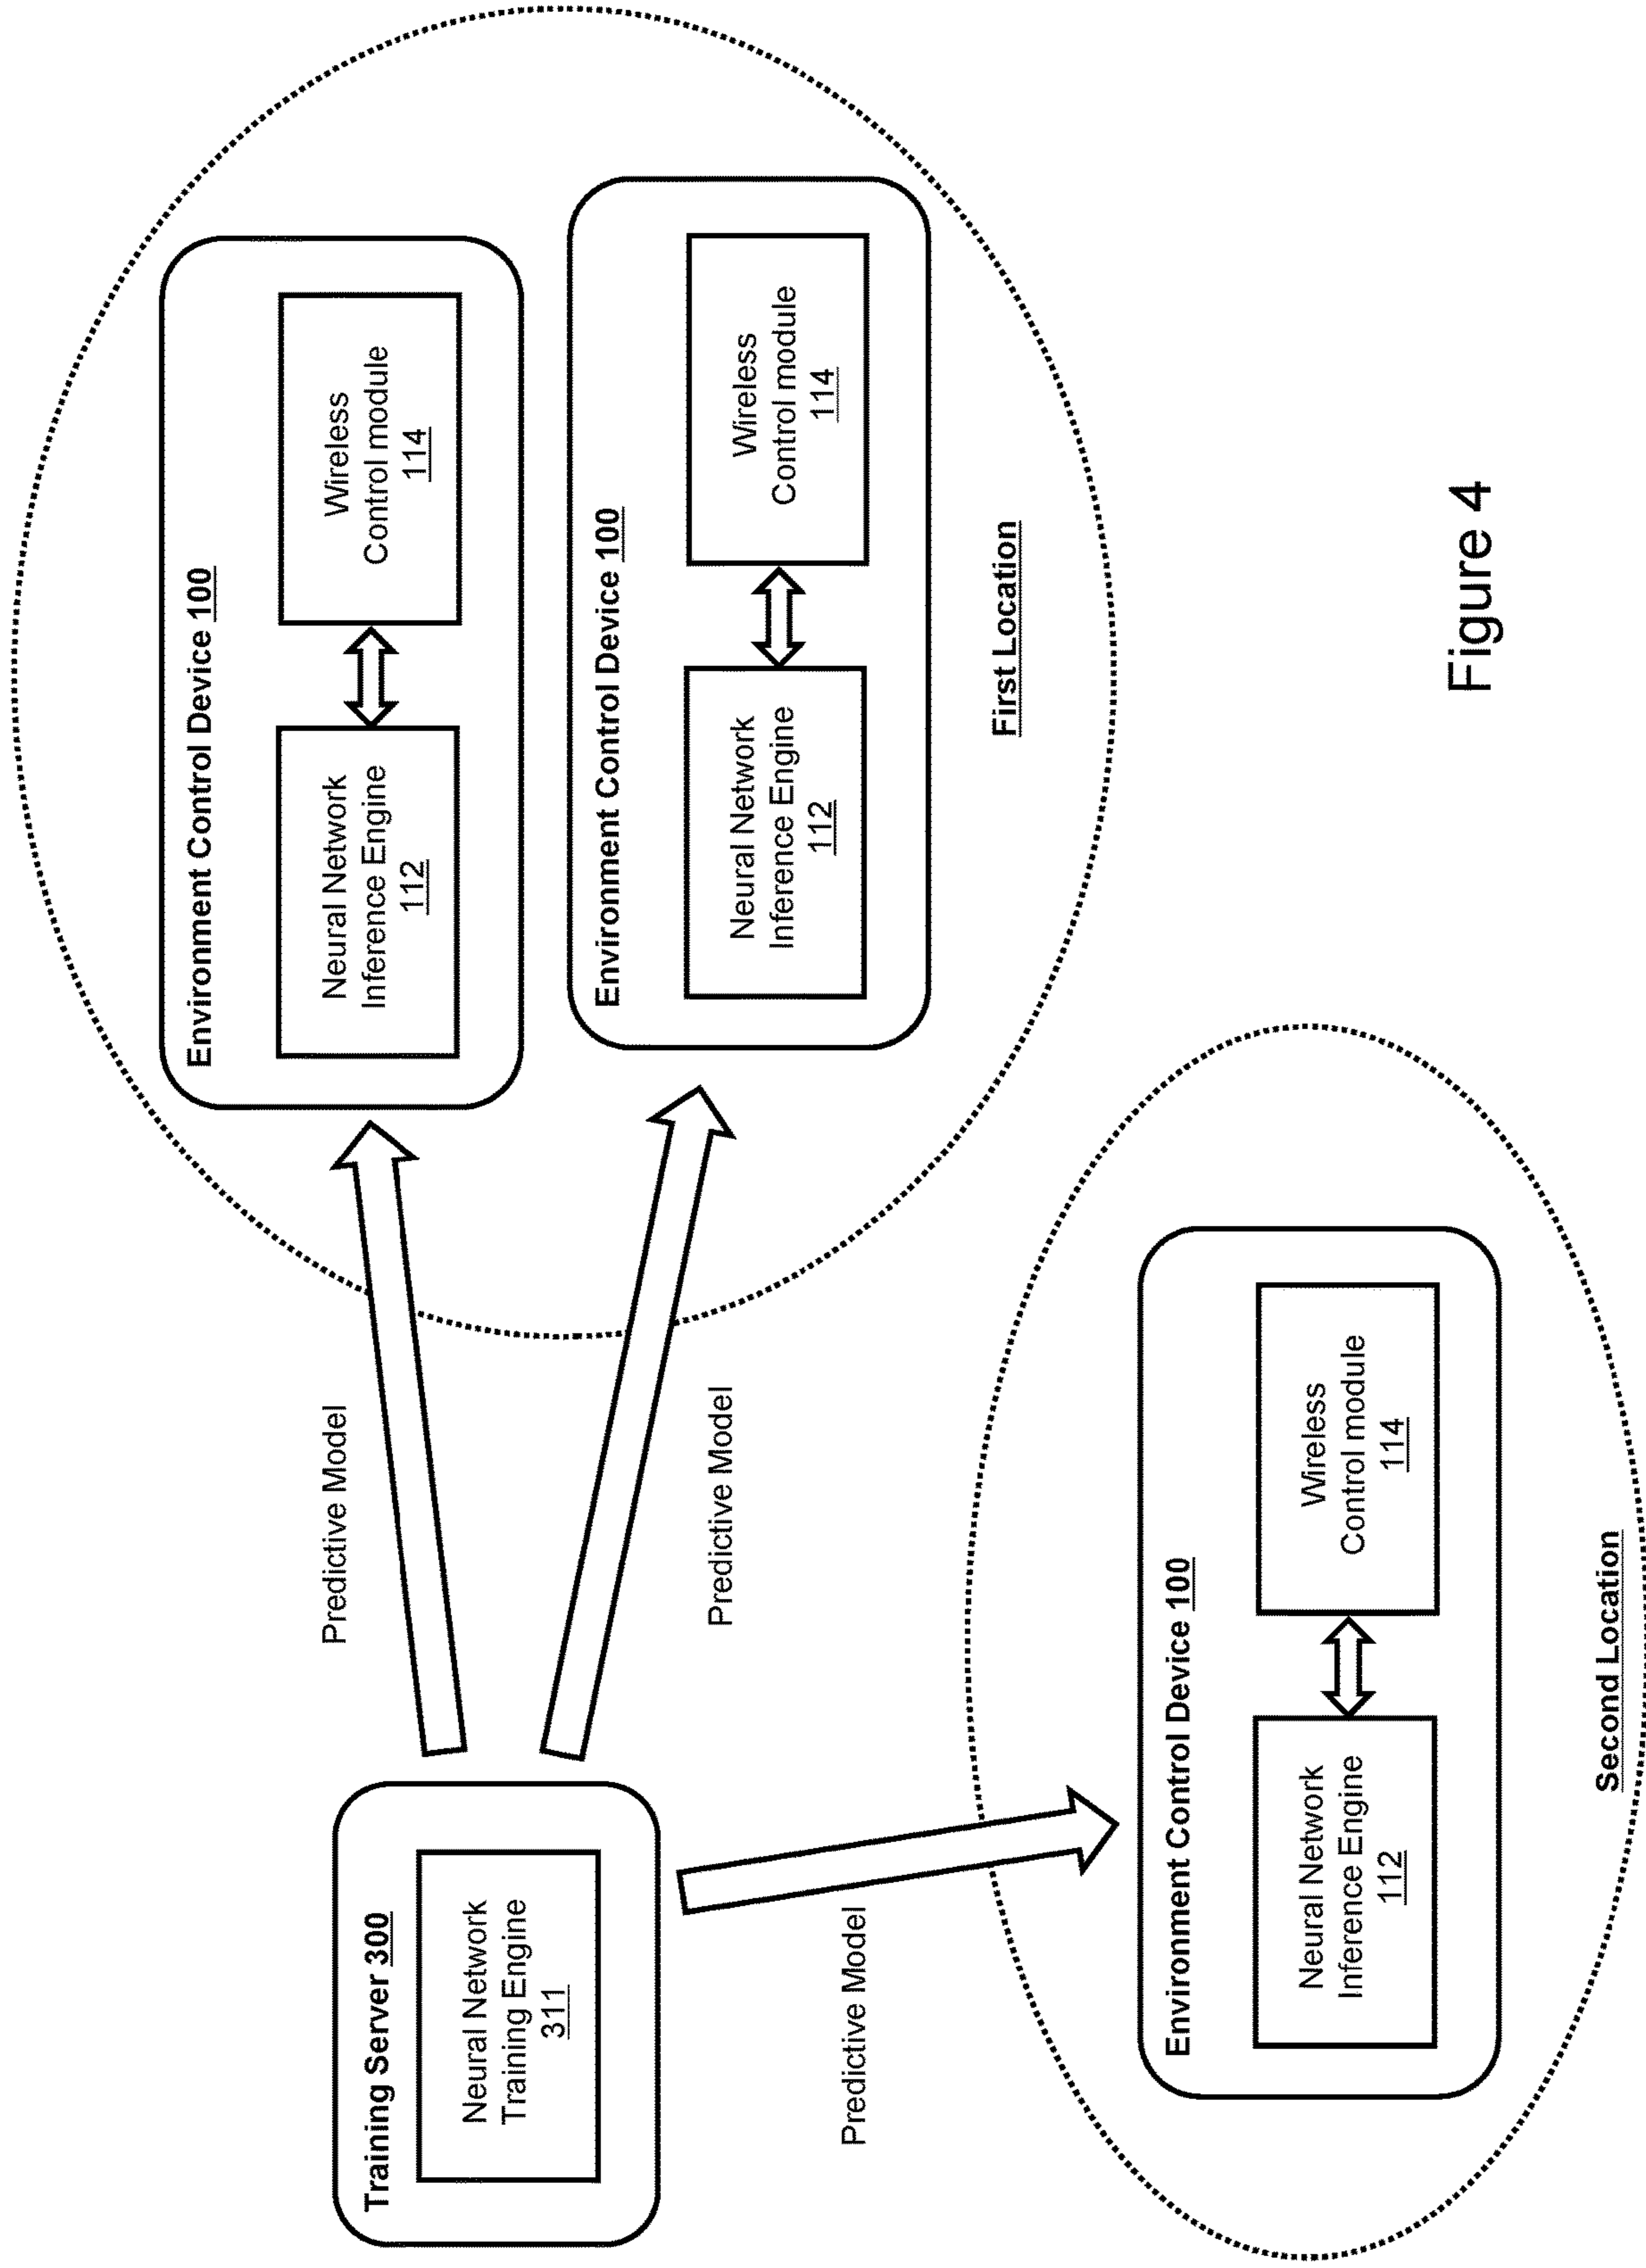 Training Server 300
Neural Network
Training Engine
311
Predictive Model
Predictive Model
Predictive Model
Environment Control Device 100
Neural Network
Inference Engine
112
Wireless
Control module
114
Environment Control Device 100
Neural Network
Inference Engine
112
Wireless
Control module
114
First Location
Environment Control Device 100
Neural Network
Inference Engine
112
Wireless
Control module
114
Second Location
Figure 4